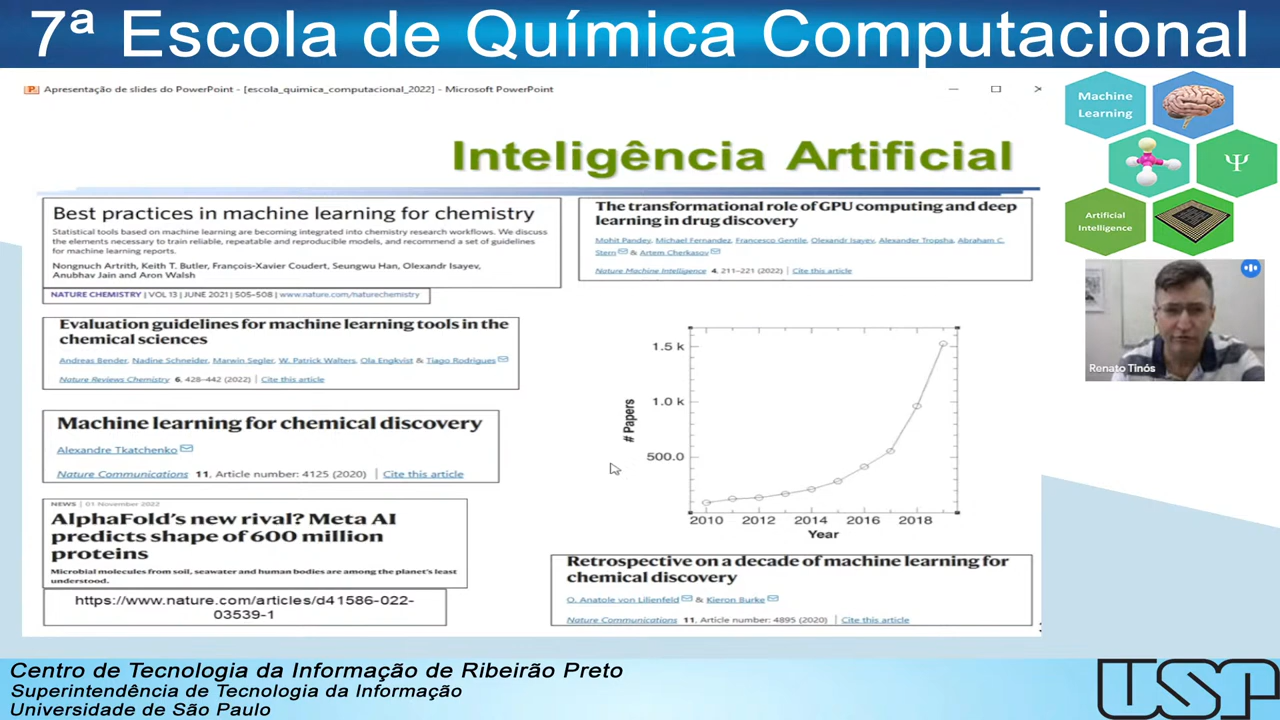 7ª Escola de Química Computacional
Apresentação de slides do PowerPoint - [escola_quimica_computacional_2022] - Microsoft PowerPoint
Inteligência Artificial
Best practices in machine learning for chemistry
Statistical tools based on machine learning are becoming integrated into chemistry research workflows. We discuss
the elements necessary to train reliable, repeatable and reproducible models, and recommend a set of guidelines
for machine learning reports.
Nongnuch Artrith, Keith T. Butler, François-Xavier Coudert, Seungwu Han, Olexandr Isayev,
Anubhav Jain and Aron Walsh
NATURE CHEMISTRY | VOL 13 | JUNE 2021 | 505–508 | www.nature.com/naturechemistry
Evaluation guidelines for machine learning tools in the
chemical sciences
Andreas Bender, Nadine Schneider, Marwin Segler, W. Patrick Walters, Ola Engkvist & Tiago Rodrigues
Nature Reviews Chemistry 6, 428–442 (2022) | Cite this article
Machine learning for chemical discovery
Alexandre Tkatchenko
Nature Communications 11, Article number: 4125 (2020) | Cite this article
NEWS | 01 November 2022
AlphaFold's new rival? Meta AI
predicts shape of 600 million
proteins
Microbial molecules from soil, seawater and human bodies are among the planet's least
understood.
https://www.nature.com/articles/d41586-022-
03539-1
The transformational role of GPU computing and deep
learning in drug discovery
Mohit Pandey, Michael Fernandez, Francesco Gentile, Olexandr Isayev, Alexander Tropsha, Abraham C.
Stern & Artem Cherkasov
Nature Machine Intelligence 4, 211–221 (2022) | Cite this article
1.5 k
1.0 k
500.0
# Papers
2010 2012 2014 2016 2018
Year
Retrospective on a decade of machine learning for
chemical discovery
O. Anatole von Lilienfeld & Kieron Burke
Nature Communications 11, Article number: 4895 (2020) | Cite this article
Machine
Learning
Ψ
Artificial
Intelligence
Renato Tinós
Centro de Tecnologia da Informação de Ribeirão Preto
Superintendência de Tecnologia da Informação
Universidade de São Paulo
USP